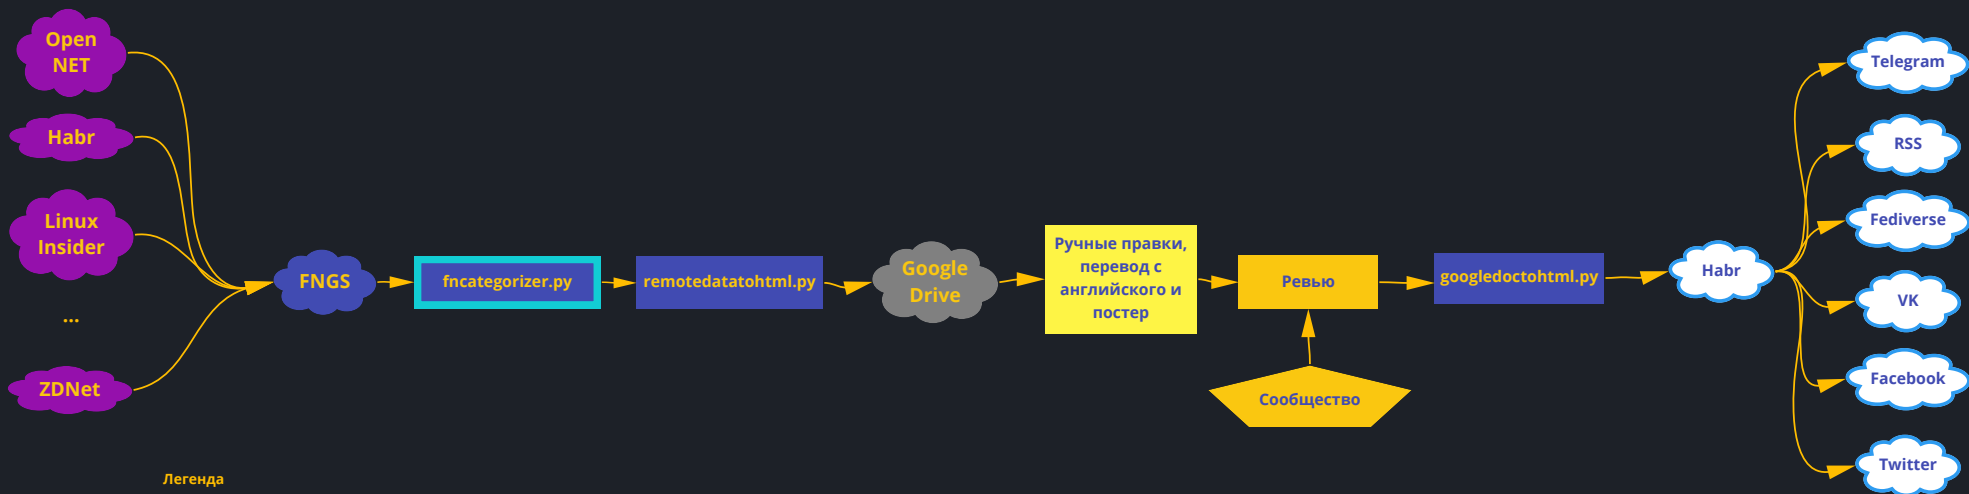 Open
NET
Habr
Linux
Insider
...
ZDNet
FNGS
fncategorizer.py
remotedatatohtml.py
Google
Drive
Ручные правки,
перевод с
английского и
постер
Ревью
Сообщество
googledoctohtml.py
Habr
Telegram
RSS
Fediverse
VK
Facebook
Twitter
Легенда